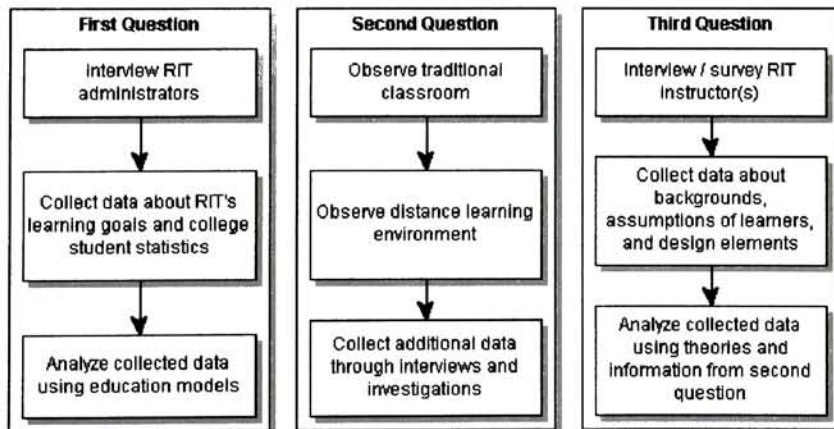 First Question
Interview RIT
administrators
Collect data about RIT's
learning goals and college
student statistics
Analyze collected data
using education models
Second Question
Observe traditional
classroom
Observe distance learning
environment
Collect additional data
through interviews and
investigations
Third Question
Interview / survey RIT
instructor(s)
Collect data about
backgrounds,
assumptions of learners,
and design elements
Analyze collected data
using theories and
information from second
question